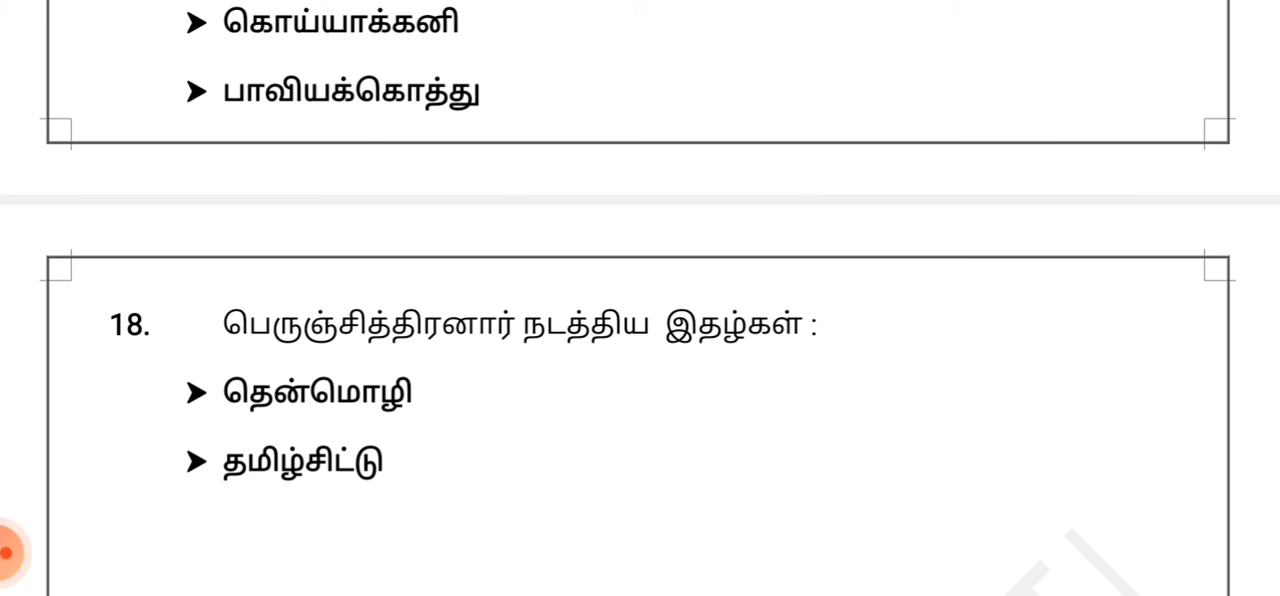 ➤ கொய்யாக்கனி
➤ பாவியக்கொத்து
18. பெருஞ்சித்திரனார் நடத்திய இதழ்கள் :
➤ தென்மொழி
➤ தமிழ்சிட்டு